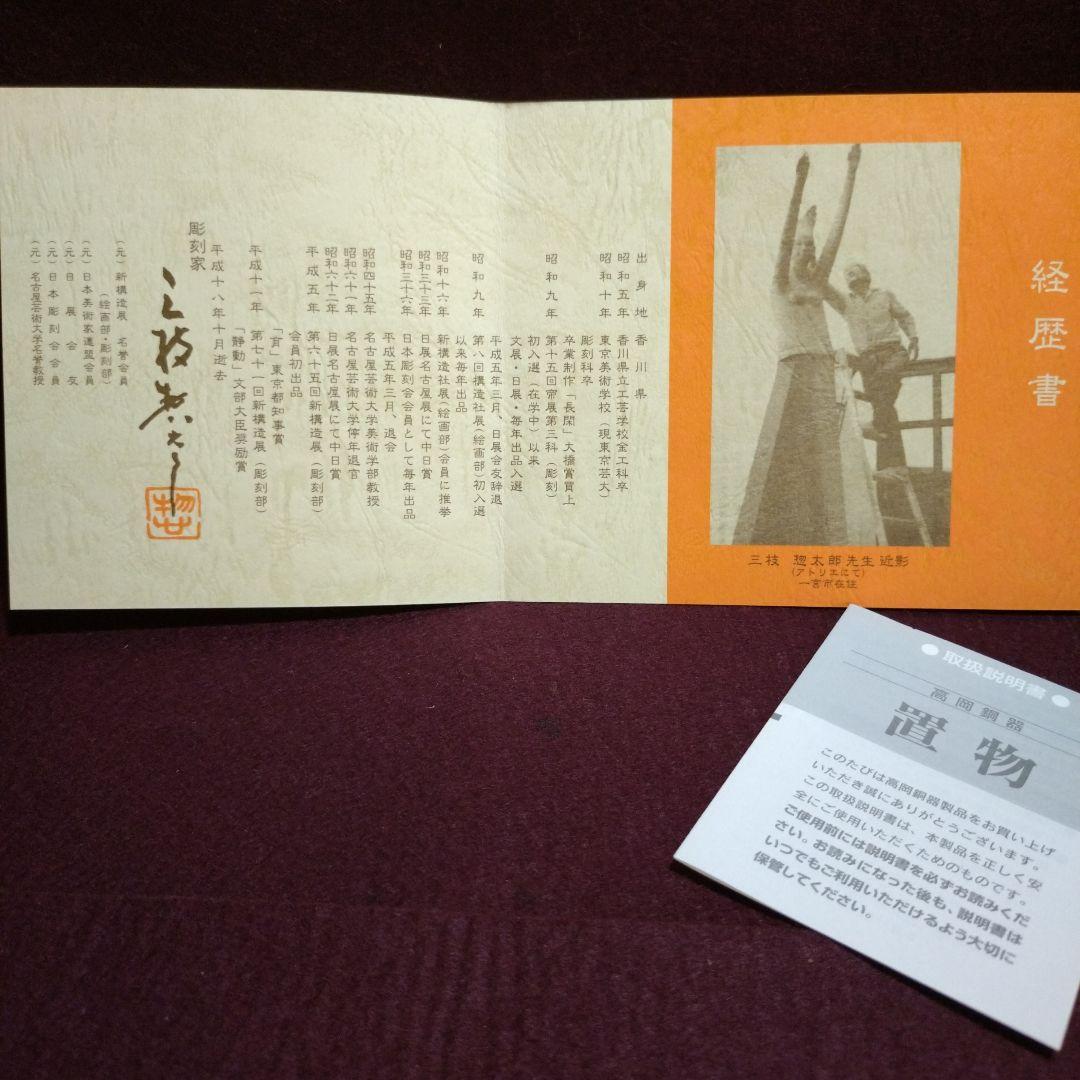 経歴書
三枝 惣太郎先生近影
(アトリエにて)
一宮市在住
出身地 香川県
昭和五年 香川県立工芸学校金工科卒
昭和十年 東京美術学校(現東京芸大)
彫刻科卒
卒業制作「長閑」大橋賞買上
昭和九年 第十五回帝展第三科(彫刻)
初入選(在学中)以来
文展・日展・毎年出品入選
平成五年三月、日展会友辞退
昭和九年 第八回構造社展(絵画部)初入選
以来毎年出品
昭和十六年 新構造社展(絵画部)会員に推挙
昭和三十三年 日展名古屋展にて中日賞
昭和三十六年 日本彫刻会会員として毎年出品
平成五年三月、退会
昭和四十五年 名古屋芸術大学美術学部教授
昭和六十一年 名古屋芸術大学停年退官
昭和六十二年 日展名古屋展にて中日賞
平成五年 第六十五回新構造展(彫刻部)
会員初出品
「育」東京都知事賞
平成十一年 第七十一回新構造展(彫刻部)
「静動」文部大臣奨励賞
平成十八年十月逝去
彫刻家
三枝惣太郎
惣
(元)新構造展 名誉会員
(絵画部・彫刻部)
(元)日本美術家連盟会員
(元)日展会友
(元)日本彫刻会会員
(元)名古屋芸術大学名誉教授
●取扱説明書●
高岡銅器
置物
このたびは高岡銅器製品をお買い上げ
いただき誠にありがとうございます。
この取扱説明書は、本製品を正しく安
全にご使用いただくためのものです。
ご使用前には説明書を必ずお読みくだ
さい。お読みになった後も、説明書は
いつでもご利用いただけるよう大切に
保管してください。